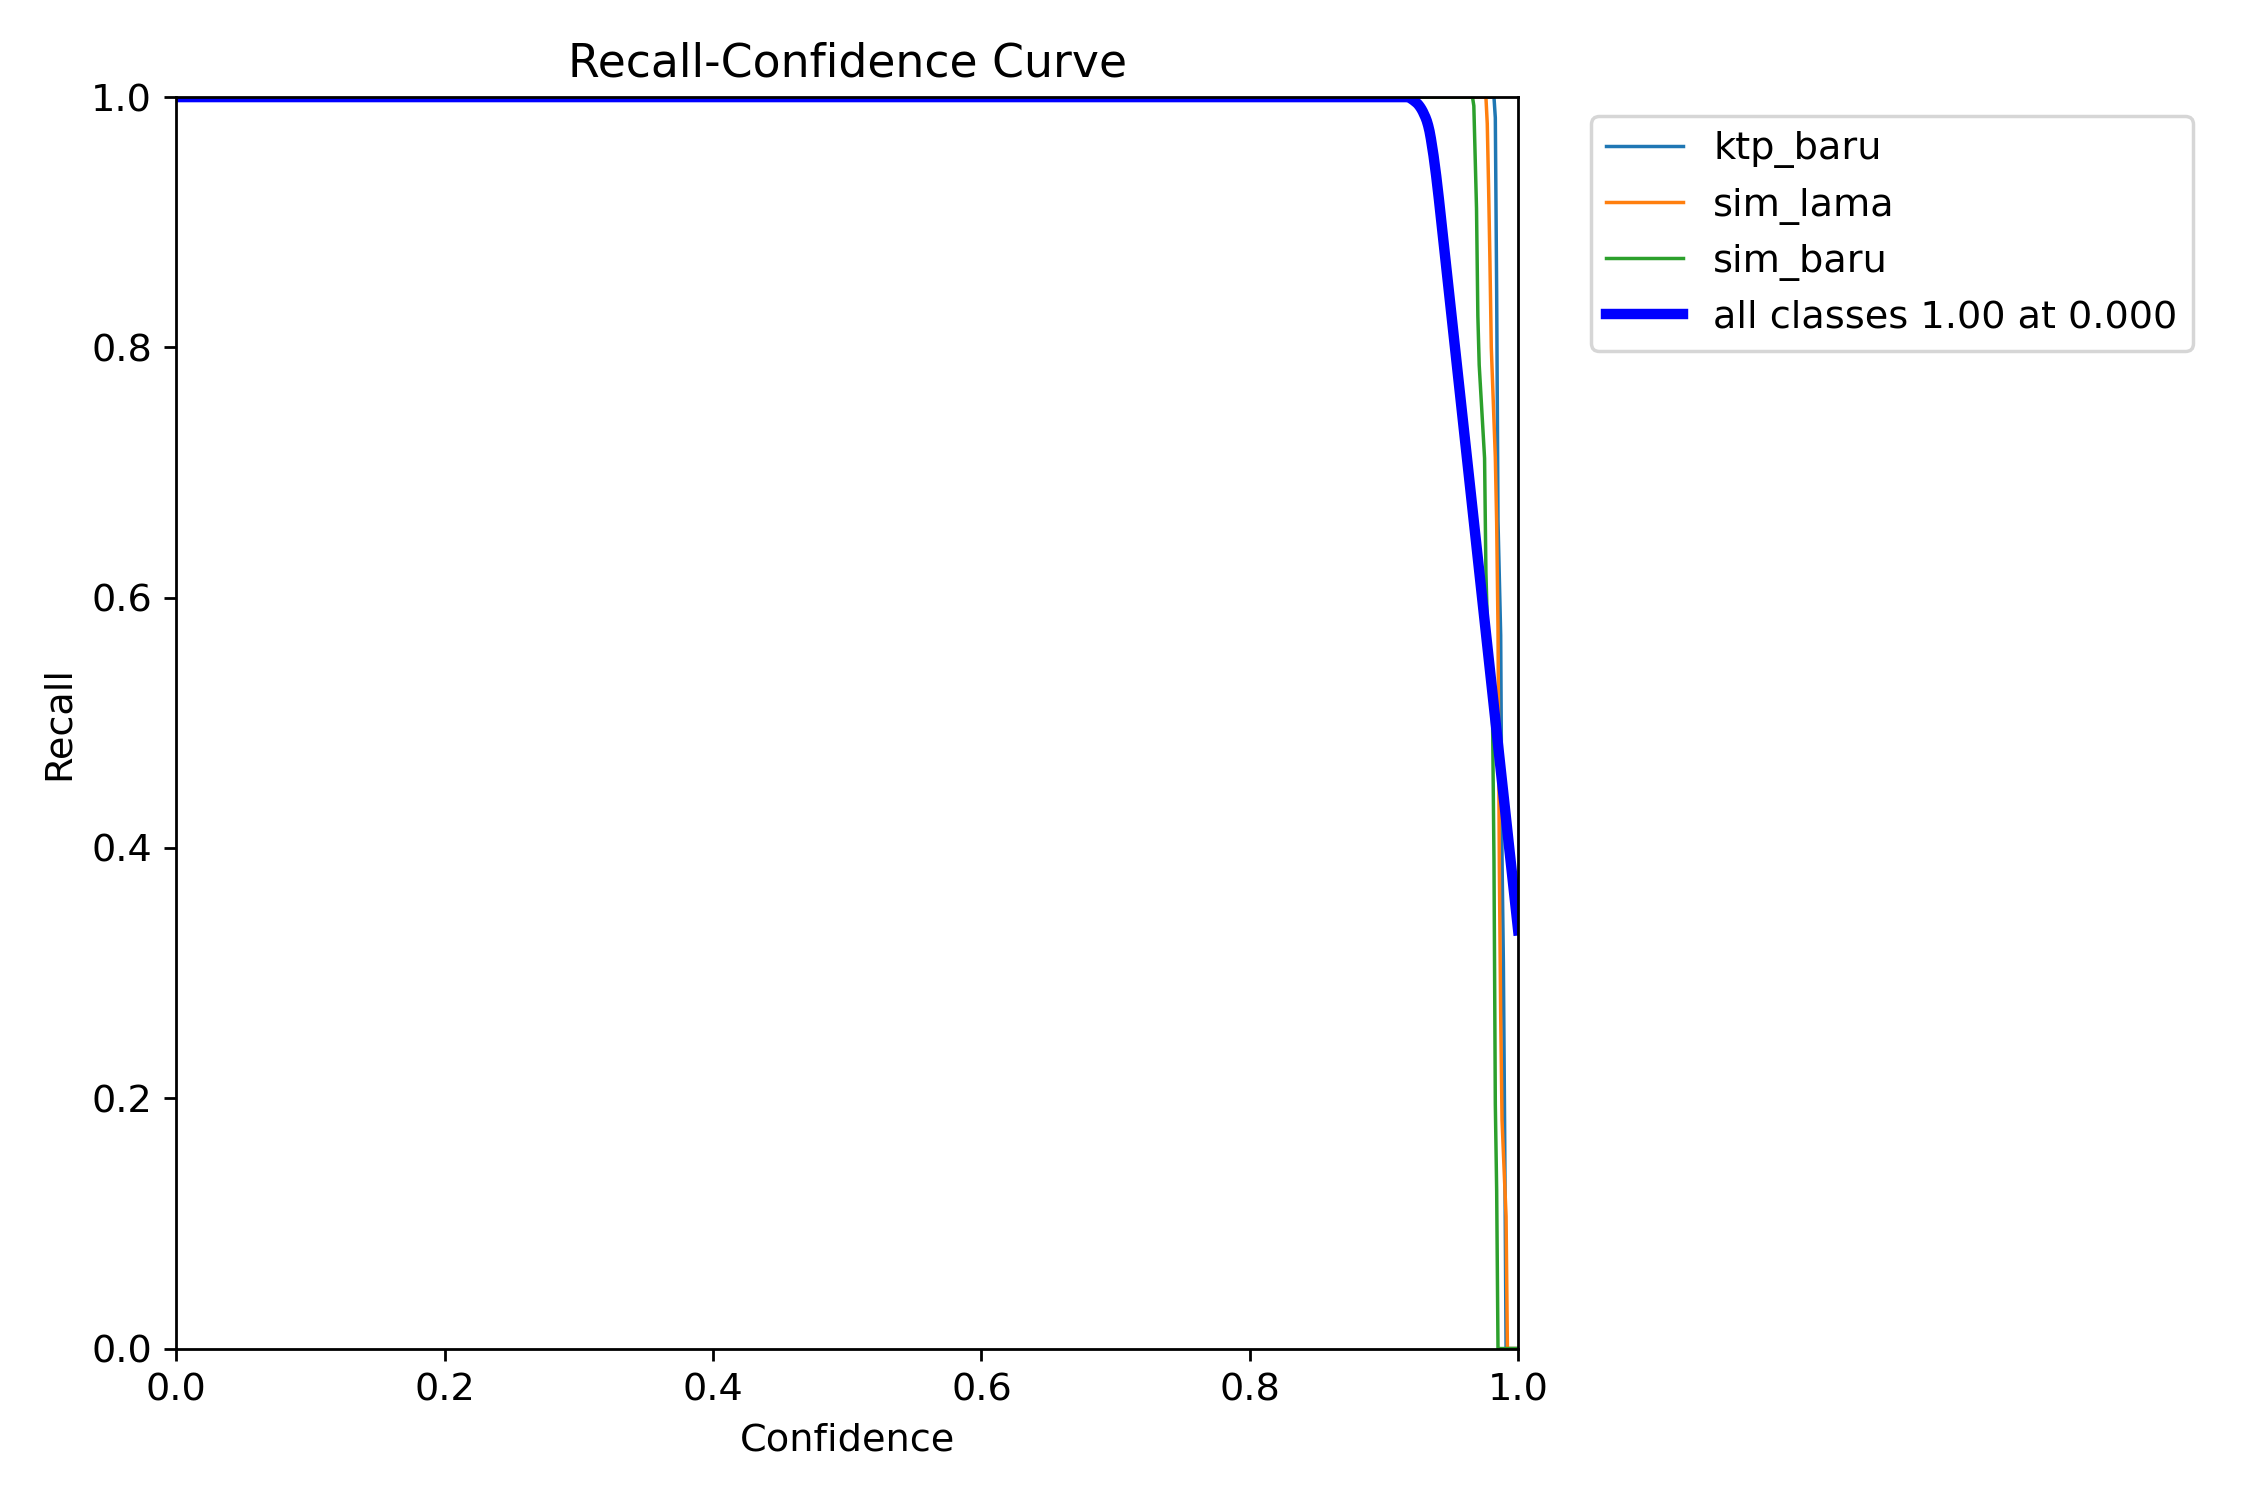 Recall-Confidence Curve
1.0
0.8
0.6
0.4
0.2
0.0
Recall
0.0 0.2 0.4 0.6 0.8 1.0
Confidence
ktp_baru
sim_lama
sim_baru
all classes 1.00 at 0.000